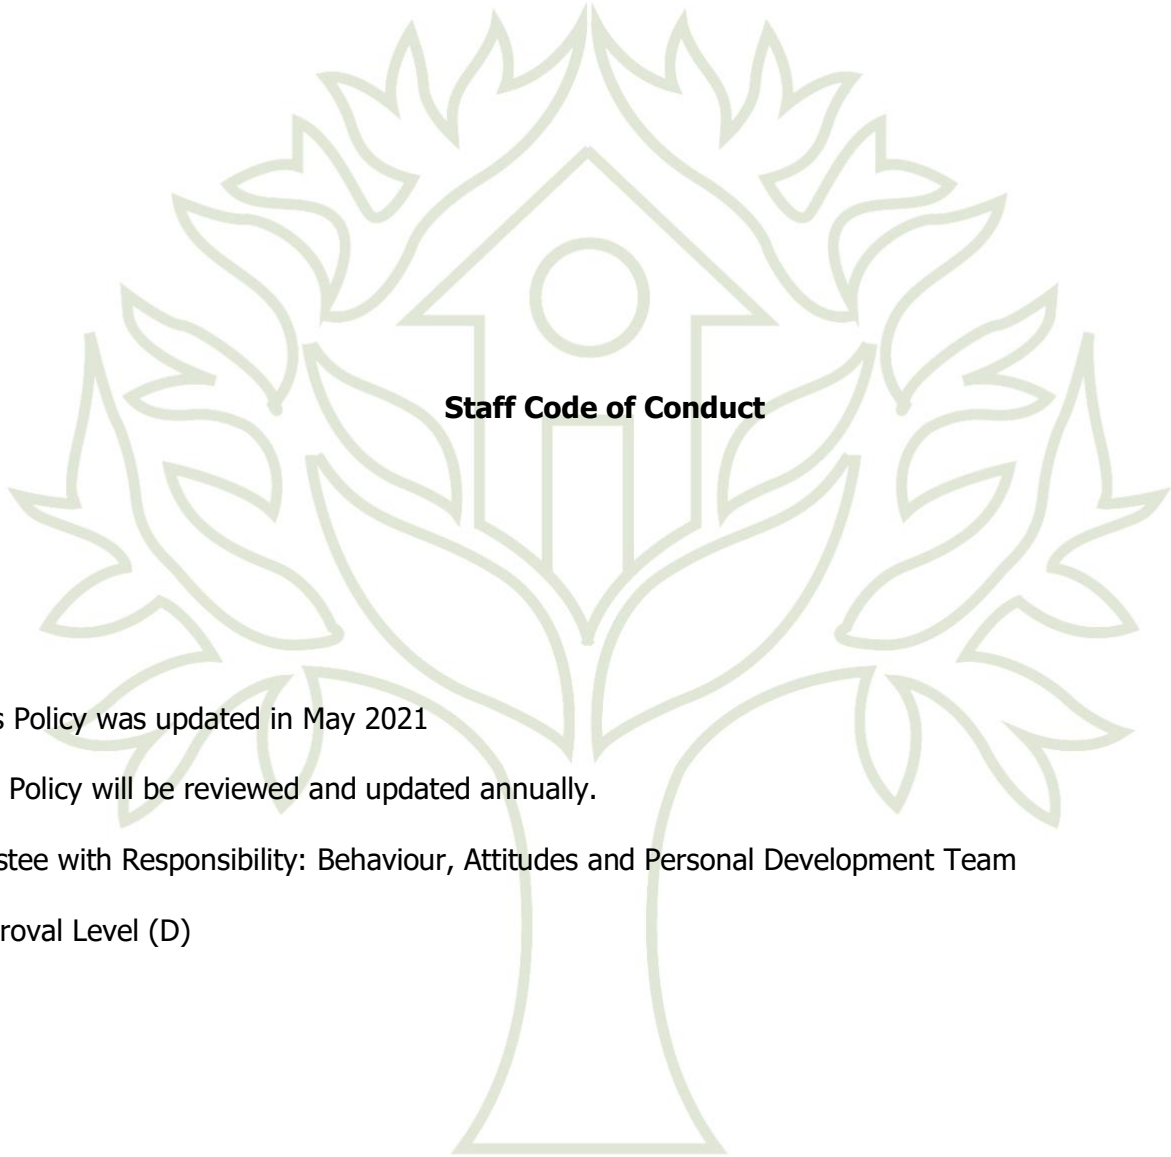 Staff Code of Conduct
s Policy was updated in May 2021
Policy will be reviewed and updated annually.
stee with Responsibility: Behaviour, Attitudes and Personal Development Team
roval Level (D)